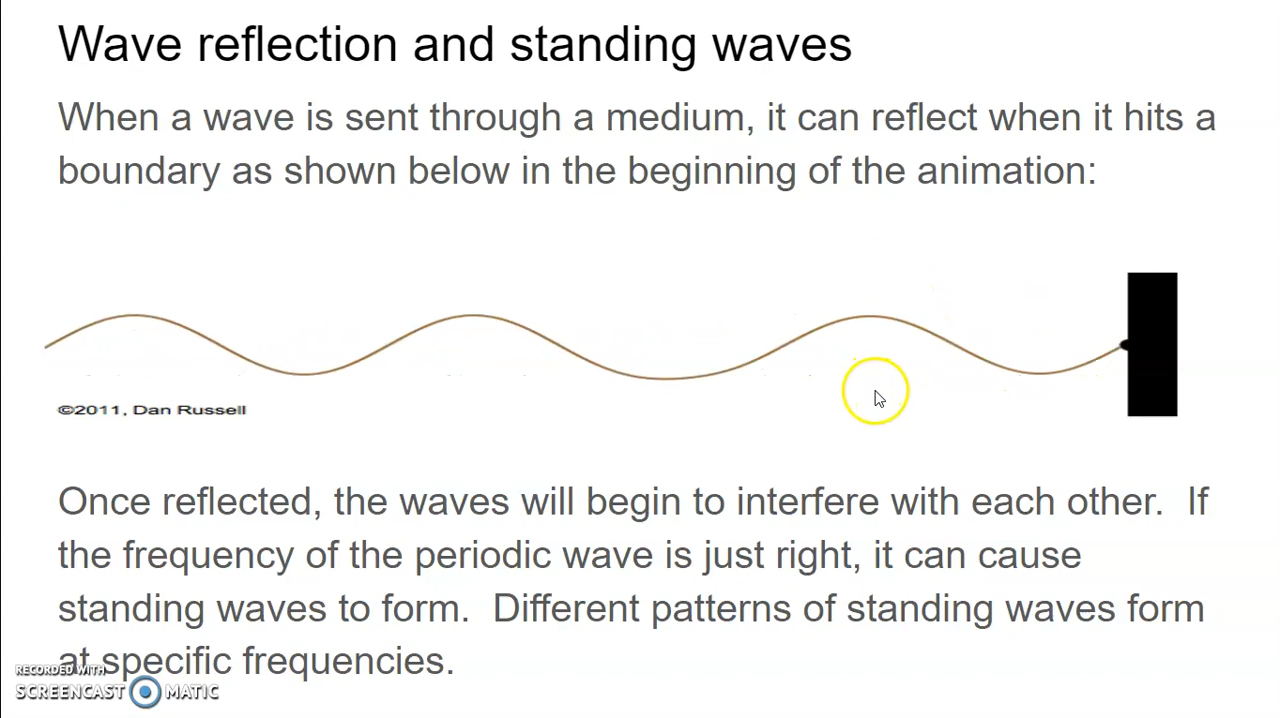 Wave reflection and standing waves
When a wave is sent through a medium, it can reflect when it hits a
boundary as shown below in the beginning of the animation:
©2011, Dan Russell
Once reflected, the waves will begin to interfere with each other. If
the frequency of the periodic wave is just right, it can cause
standing waves to form. Different patterns of standing waves form
at specific frequencies.
RECORDED WITH
SCREENCAST MATIC